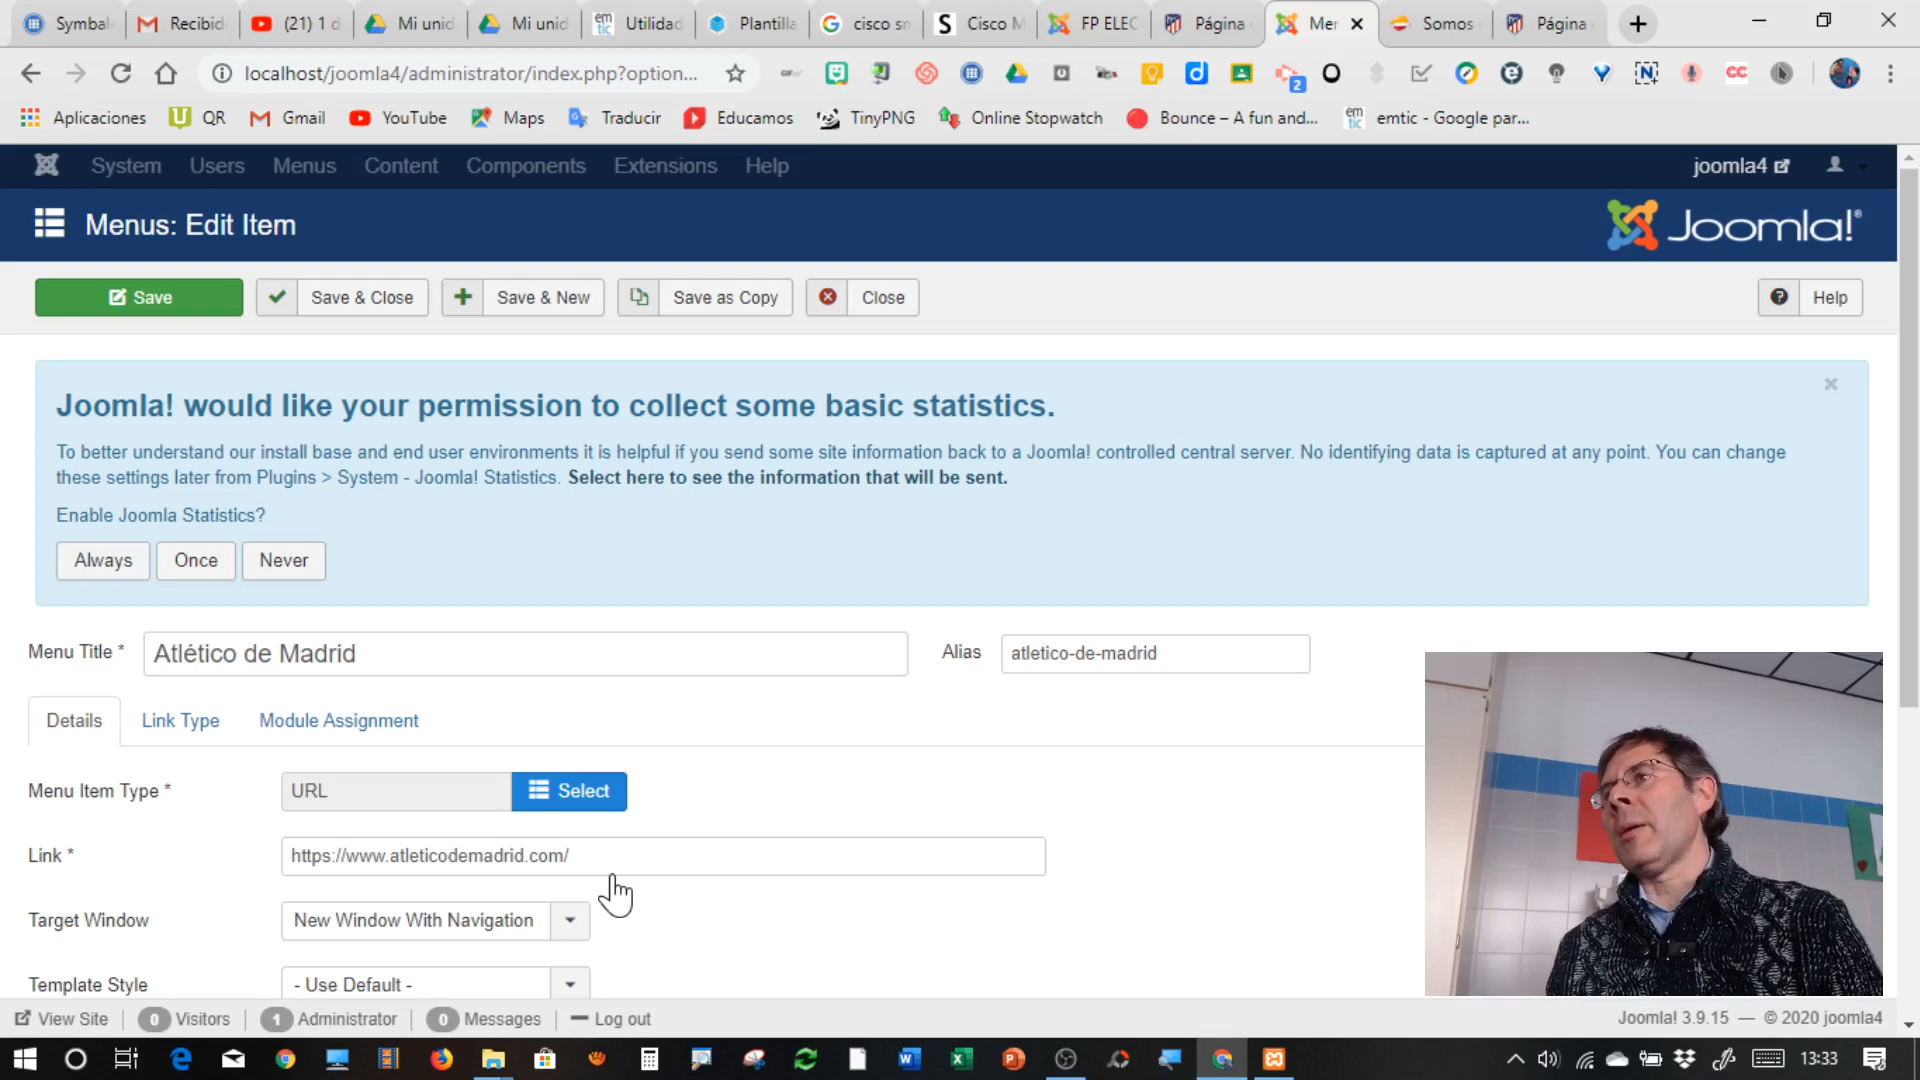 Symbal
Recibid
(21) 1 d
Mi unid
Mi unid
Utilidad
Plantilla
cisco sn
Cisco M
FP ELEC
Página
Mer
Somos
Página
localhost/joomla4/administrator/index.php?option...
Aplicaciones
QR
Gmail
YouTube
Maps
Traducir
Educamos
TinyPNG
Online Stopwatch
Bounce – A fun and...
emtic - Google par...
System Users Menus Content Components Extensions Help
joomla4
Menus: Edit Item
Joomla!®
Save
Save & Close
Save & New
Save as Copy
Close
Help
Joomla! would like your permission to collect some basic statistics.
To better understand our install base and end user environments it is helpful if you send some site information back to a Joomla! controlled central server. No identifying data is captured at any point. You can change
these settings later from Plugins > System - Joomla! Statistics. Select here to see the information that will be sent.
Enable Joomla Statistics?
Always
Once
Never
Menu Title *
Atlético de Madrid
Alias
atletico-de-madrid
Details
Link Type
Module Assignment
Menu Item Type *
URL
Select
Link *
https://www.atleticodemadrid.com/
Target Window
New Window With Navigation
Template Style
- Use Default -
View Site
0 Visitors
1 Administrator
0 Messages
Log out
Joomla! 3.9.15 — © 2020 joomla4
13:33